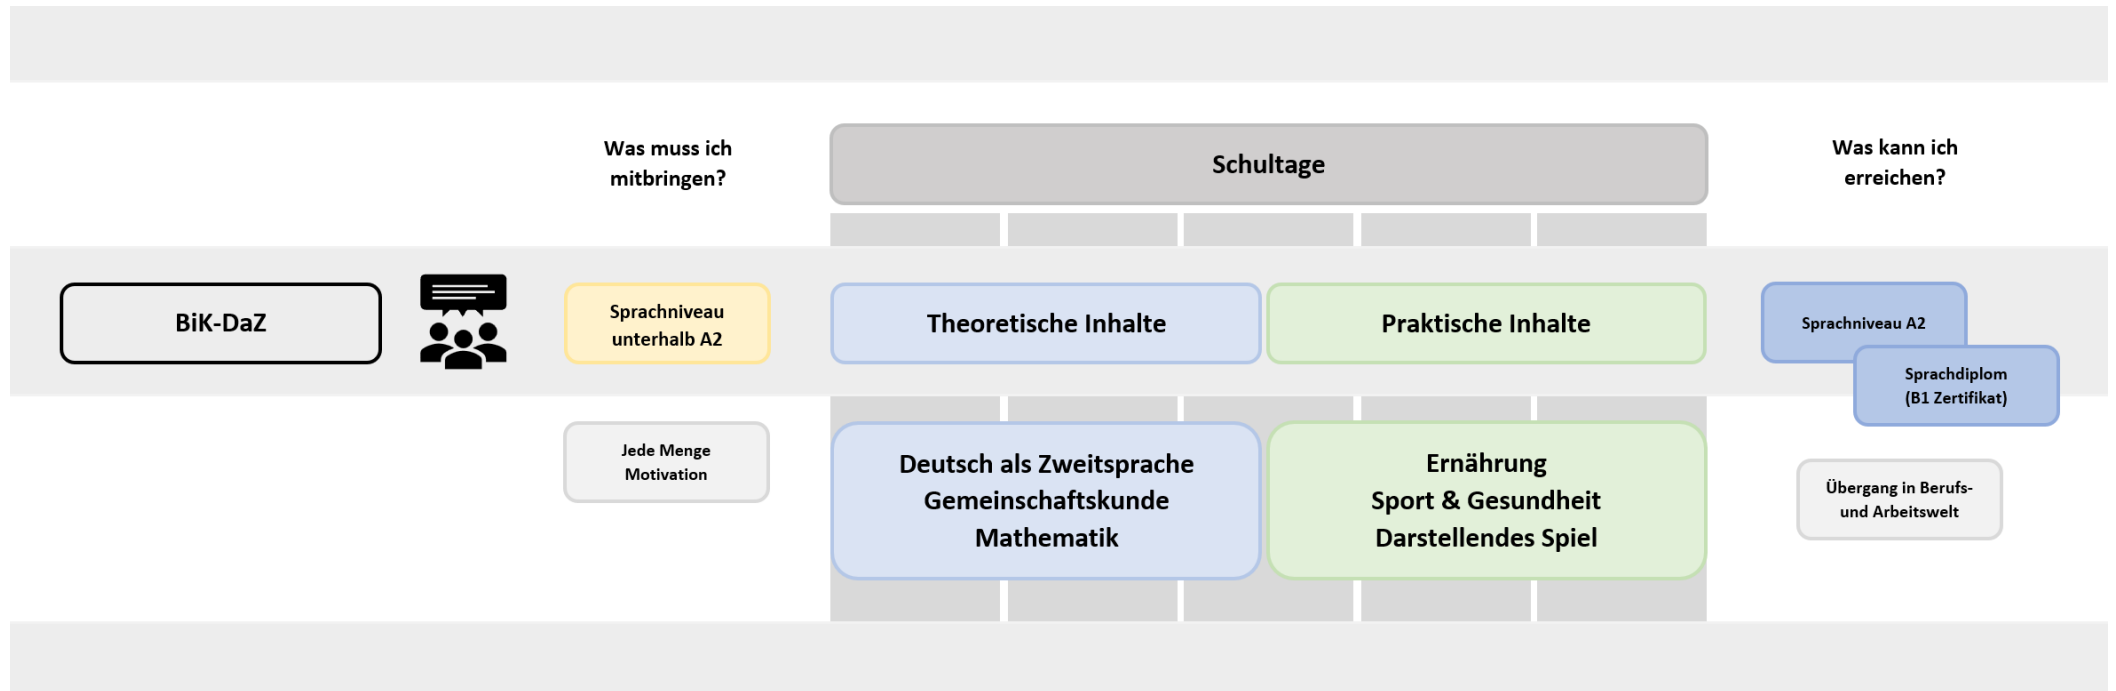 Was muss ich
mitbringen?
Schultage
Was kann ich
erreichen?
BiK-DaZ
Sprachniveau
unterhalb A2
Theoretische Inhalte
Praktische Inhalte
Sprachniveau A2
Sprachdiplom
(B1 Zertifikat)
Jede Menge
Motivation
Deutsch als Zweitsprache
Gemeinschaftskunde
Mathematik
Ernährung
Sport & Gesundheit
Darstellendes Spiel
Übergang in Berufs-
und Arbeitswelt